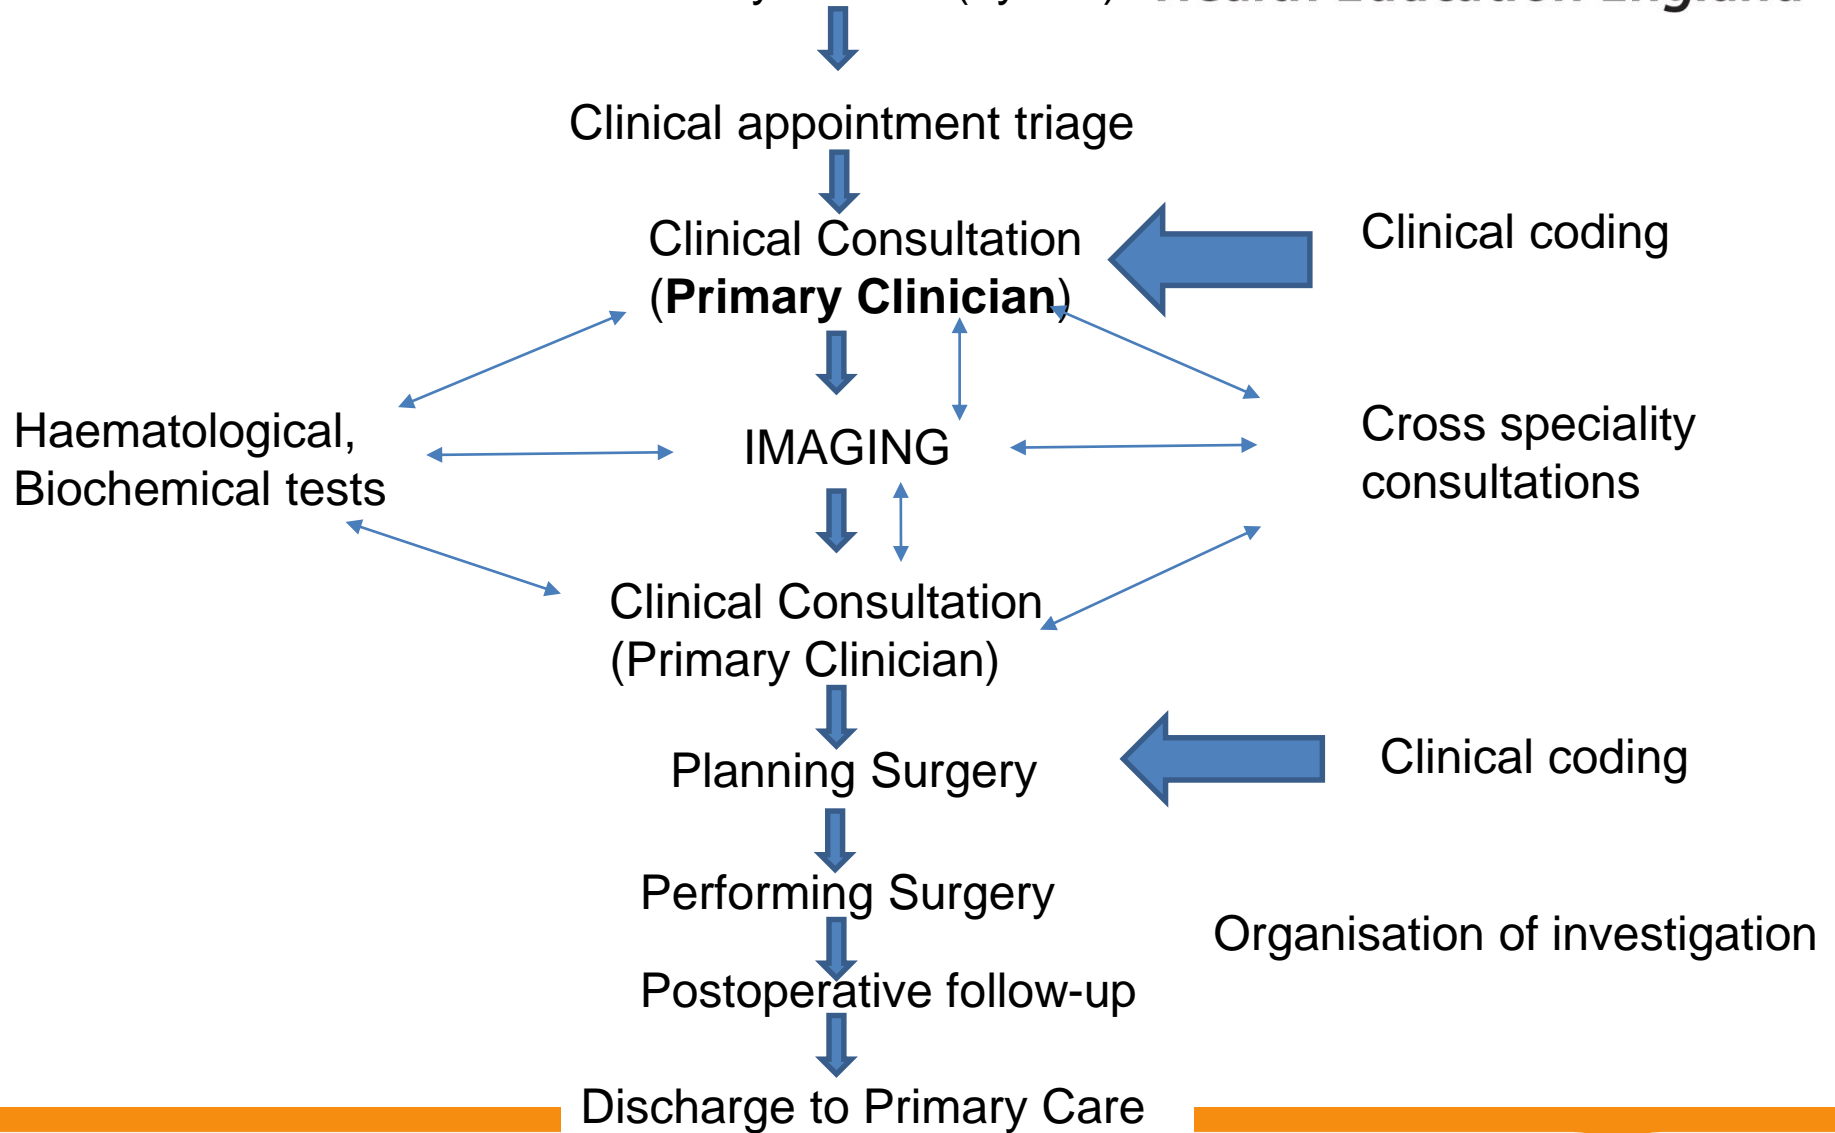 Clinical appointment triage
Clinical Consultation
(Primary Clinician)
Clinical coding
Haematological,
Biochemical tests
IMAGING
Cross speciality
consultations
Clinical Consultation
(Primary Clinician)
Planning Surgery
Clinical coding
Performing Surgery
Organisation of investigation
Postoperative follow-up
Discharge to Primary Care